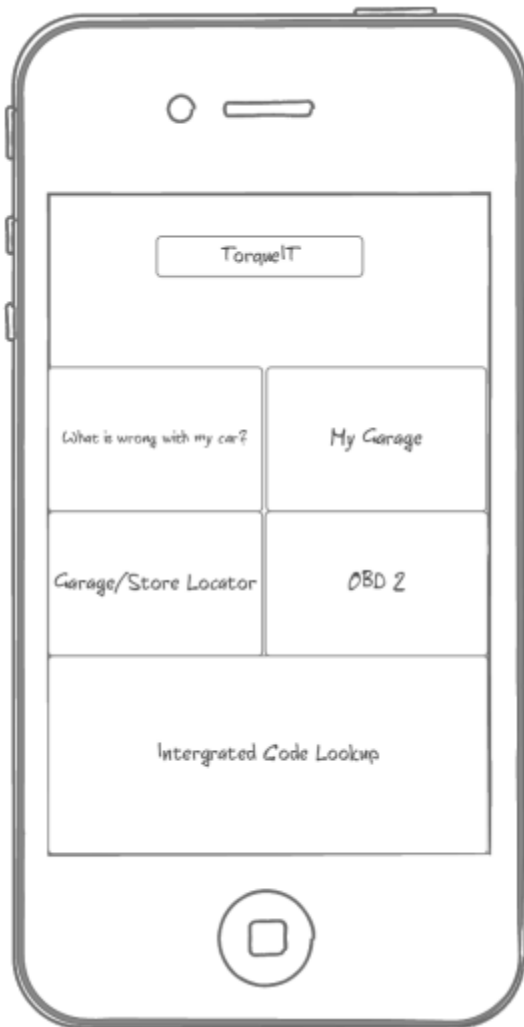 TorqueIT
What is wrong with my car?
My Garage
Garage/Store Locator
OBD 2
Intergrated Code Lookup